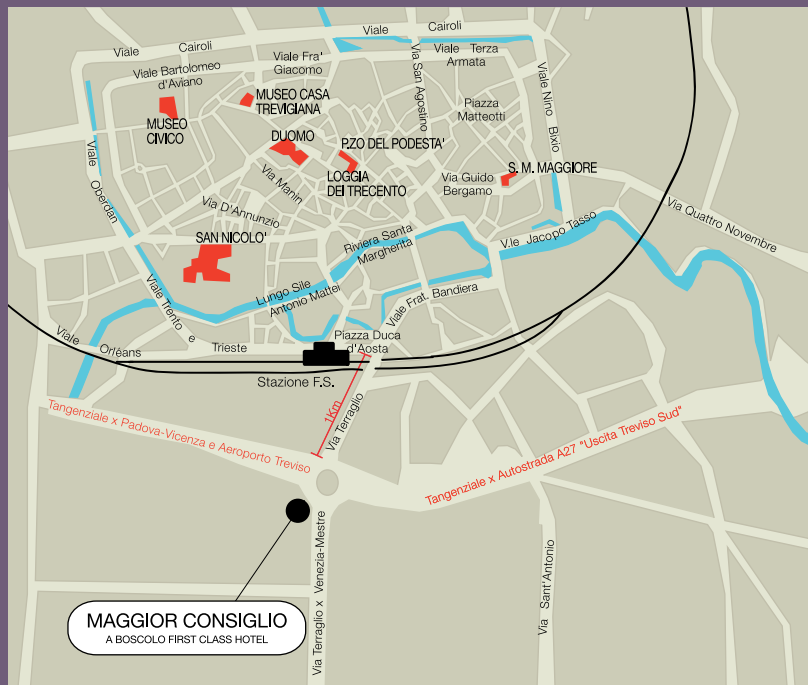 Viale Cairoli
Viale Cairoli
Viale Fra'
Giacomo
Viale Terza
Armata
Viale Bartolomeo
d'Aviano
Via San Agostino
Viale Nino Bixio
MUSEO CASA
TREVIGIANA
Piazza
Matteotti
MUSEO
CIVICO
DUOMO
P.ZO DEL PODESTA'
LOGGIA
DEI TRECENTO
S. M. MAGGIORE
Via Guido
Bergamo
Viale Oberdan
Via Manin
Via D'Annunzio
Via Quattro Novembre
SAN NICOLO'
Riviera Santa
Margherita
V.le Jacopo Tasso
Lungo Sile
Antonio Mattei
Viale Frat. Bandiera
Viale Trento e Trieste
Viale Or/éans
Piazza Duca
d'Aosta
Stazione F.S.
1Km
Via Terraglio
Tangenziale x Padova-Vicenza e Aeroporto Treviso
Tangenziale x Autostrada A27 "Uscita Treviso Sud"
Via Terraglio x Venezia-Mestre
Via Sant'Antonio
MAGGIOR CONSIGLIO
A BOSCOLO FIRST CLASS HOTEL